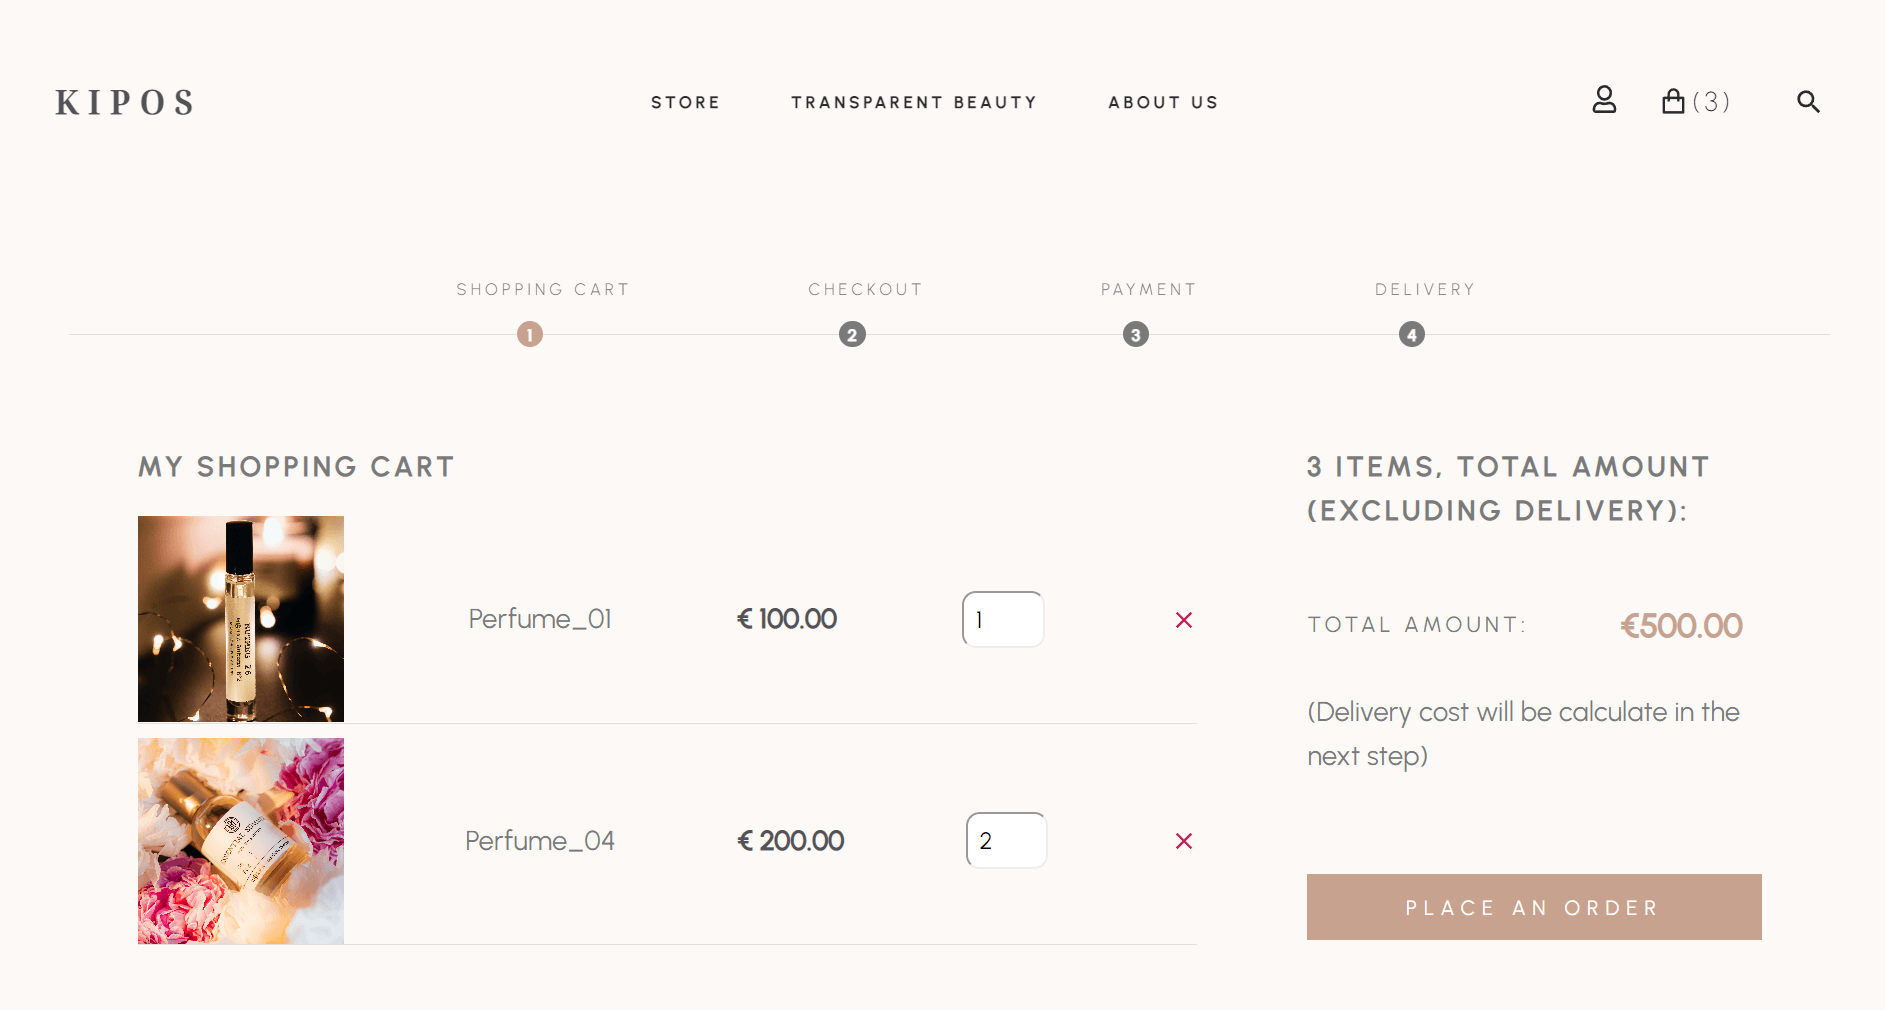 KIPOS
STORE
TRANSPARENT BEAUTY
ABOUT US
(3)
SHOPPING CART
CHECKOUT
PAYMENT
DELIVERY
1
2
3
4
MY SHOPPING CART
Perfume_01
€ 100.00
1
Perfume_04
€ 200.00
2
3 ITEMS, TOTAL AMOUNT
(EXCLUDING DELIVERY):
TOTAL AMOUNT:
€500.00
(Delivery cost will be calculate in the
next step)
PLACE AN ORDER